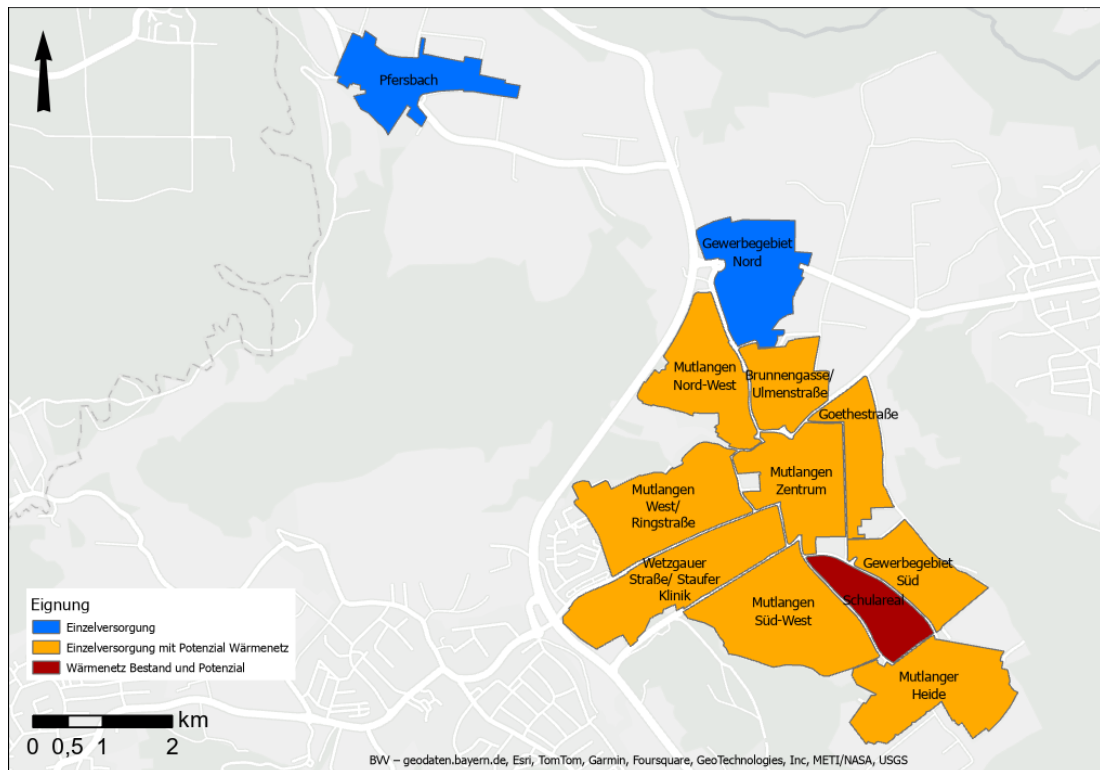 Pfersbach
Gewerbegebiet
Nord
Mutlangen
Nord-West
Brunnengasse/
Ulmenstraße
Goethestraße
Mutlangen
Zentrum
Mutlangen
West/
Ringstraße
Wetzgauer
Straße/ Staufer
Klinik
Gewerbegebiet
Süd
Schulareal
Mutlangen
Süd-West
Mutlanger
Heide
Eignung
Einzelversorgung
Einzelversorgung mit Potenzial Wärmenetz
Wärmenetz Bestand und Potenzial
km
0 0,5 1 2
BVV – geodaten.bayern.de, Esri, TomTom, Garmin, Foursquare, GeoTechnologies, Inc, METI/NASA, USGS